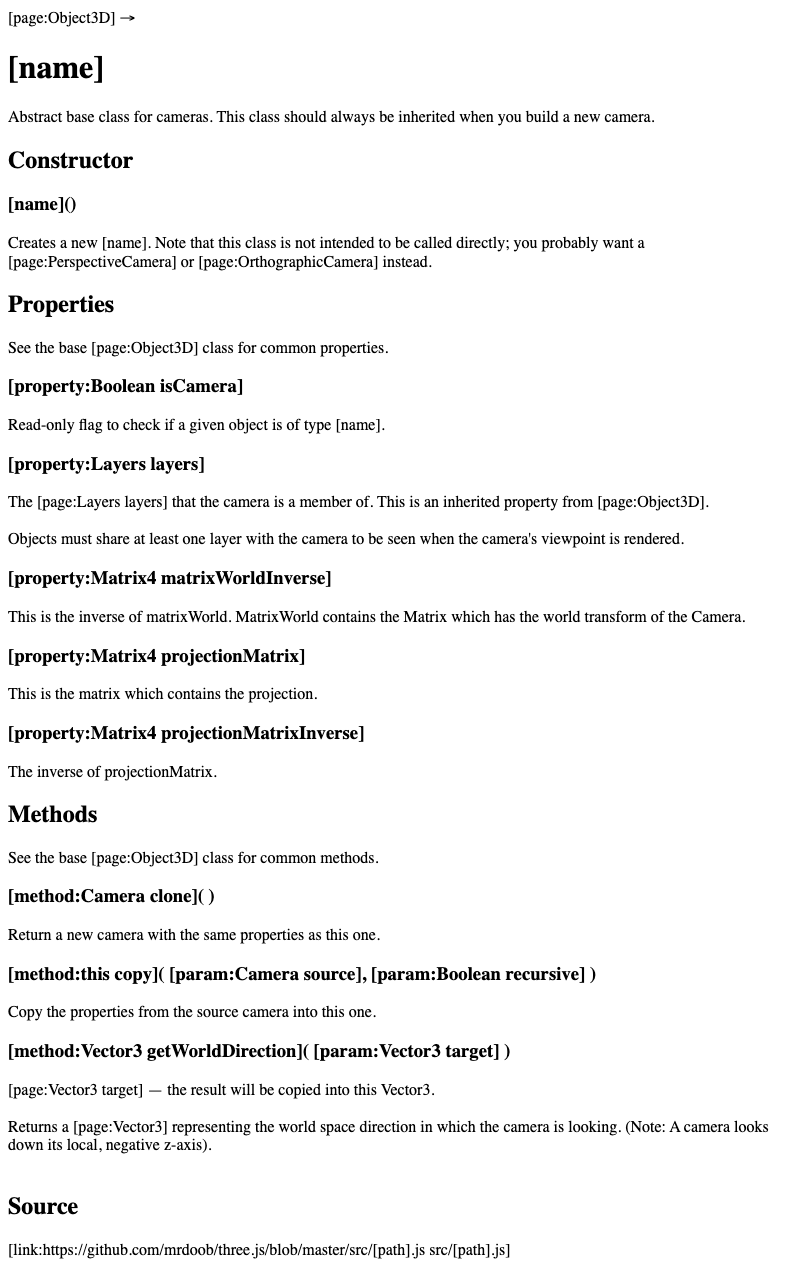 [page:Object3D] →
[name]
Abstract base class for cameras. This class should always be inherited when you build a new camera.
Constructor
[name]()
Creates a new [name]. Note that this class is not intended to be called directly; you probably want a
[page:PerspectiveCamera] or [page:OrthographicCamera] instead.
Properties
See the base [page:Object3D] class for common properties.
[property:Boolean isCamera]
Read-only flag to check if a given object is of type [name].
[property:Layers layers]
The [page:Layers layers] that the camera is a member of. This is an inherited property from [page:Object3D].
Objects must share at least one layer with the camera to be seen when the camera's viewpoint is rendered.
[property:Matrix4 matrixWorldInverse]
This is the inverse of matrixWorld. MatrixWorld contains the Matrix which has the world transform of the Camera.
[property:Matrix4 projectionMatrix]
This is the matrix which contains the projection.
[property:Matrix4 projectionMatrixInverse]
The inverse of projectionMatrix.
Methods
See the base [page:Object3D] class for common methods.
[method:Camera clone]( )
Return a new camera with the same properties as this one.
[method:this copy]( [param:Camera source], [param:Boolean recursive] )
Copy the properties from the source camera into this one.
[method:Vector3 getWorldDirection]( [param:Vector3 target] )
[page:Vector3 target] — the result will be copied into this Vector3.
Returns a [page:Vector3] representing the world space direction in which the camera is looking. (Note: A camera looks
down its local, negative z-axis).
Source
[link:https://github.com/mrdoob/three.js/blob/master/src/[path].js src/[path].js]